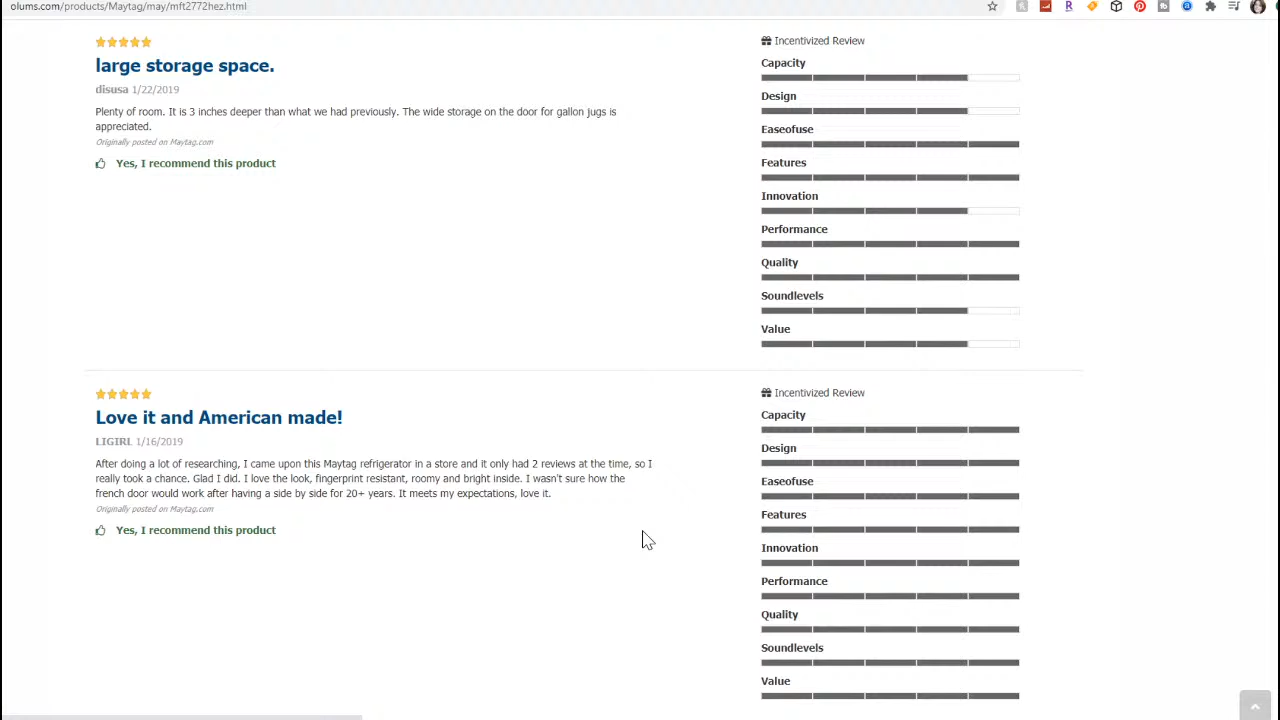 olums.com/products/Maytag/may/mft2772hez.html
large storage space.
disusa 1/22/2019
Plenty of room. It is 3 inches deeper than what we had previously. The wide storage on the door for gallon jugs is
appreciated.
Originally posted on Maytag.com
Yes, I recommend this product
Incentivized Review
Capacity
Design
Easeofuse
Features
Innovation
Performance
Quality
Soundlevels
Value
Love it and American made!
LIGIRL 1/16/2019
After doing a lot of researching, I came upon this Maytag refrigerator in a store and it only had 2 reviews at the time, so I
really took a chance. Glad I did. I love the look, fingerprint resistant, roomy and bright inside. I wasn't sure how the
french door would work after having a side by side for 20+ years. It meets my expectations, love it.
Originally posted on Maytag.com
Yes, I recommend this product
Incentivized Review
Capacity
Design
Easeofuse
Features
Innovation
Performance
Quality
Soundlevels
Value